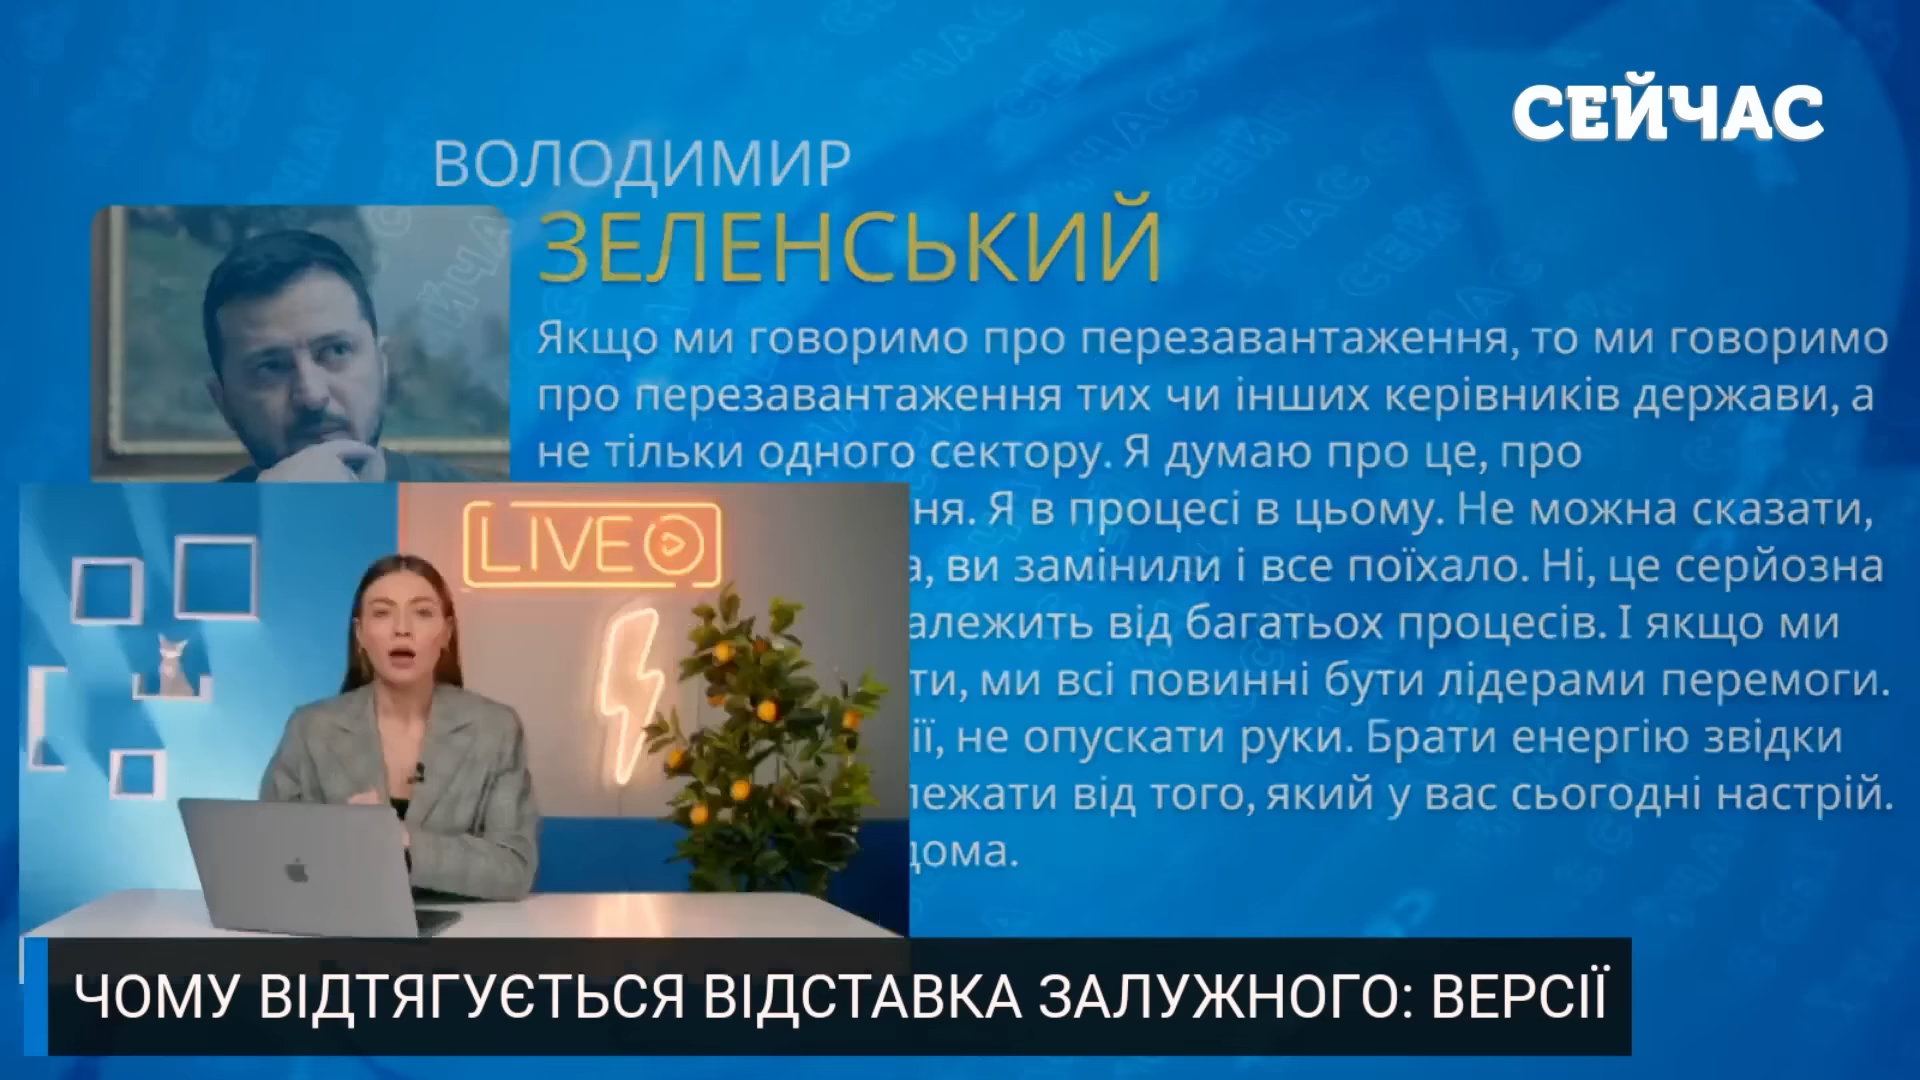 СЕЙЧАС
ВОЛОДИМИР
ЗЕЛЕНСЬКИЙ
Якщо ми говоримо про перезавантаження, то ми говоримо
про перезавантаження тих чи інших керівників держави, а
не тільки одного сектору. Я думаю про це, про
ня. Я в процесі в цьому. Не можна сказати,
а, ви замінили і все поїхало. Ні, це серйозна
алежить від багатьох процесів. І якщо ми
ти, ми всі повинні бути лідерами перемоги.
ії, не опускати руки. Брати енергію звідки
лежати від того, який у вас сьогодні настрій.
дома.
LIVE
ЧОМУ ВІДТЯГУЄТЬСЯ ВІДСТАВКА ЗАЛУЖНОГО: ВЕРСІЇ